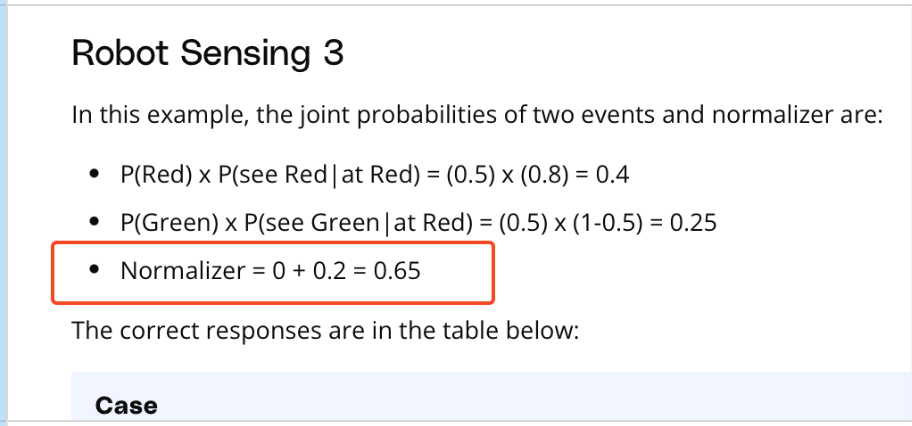 Robot Sensing 3
In this example, the joint probabilities of two events and normalizer are:
• P(Red) x P(see Red|at Red) = (0.5) x (0.8) = 0.4
• P(Green) x P(see Green|at Red) = (0.5) x (1-0.5) = 0.25
• Normalizer = 0 + 0.2 = 0.65
The correct responses are in the table below:
Case